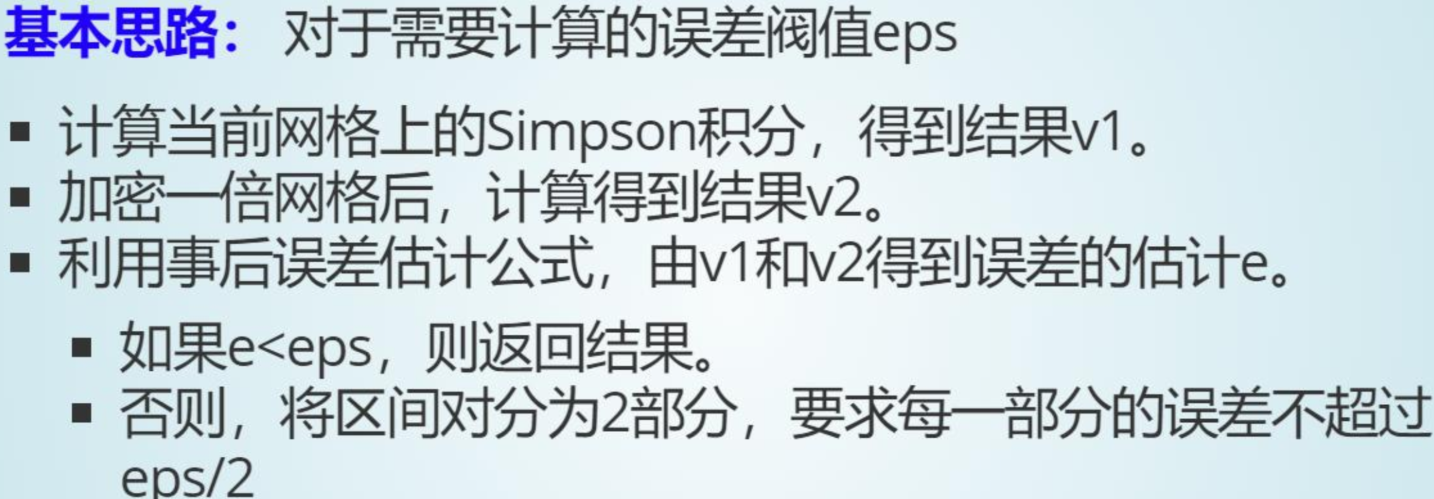 基本思路： 对于需要计算的误差阀值eps
▪ 计算当前网格上的Simpson积分，得到结果v1。
▪ 加密一倍网格后，计算得到结果v2。
▪ 利用事后误差估计公式，由v1和v2得到误差的估计e。
▪ 如果e<eps，则返回结果。
▪ 否则，将区间对分为2部分，要求每一部分的误差不超过
eps/2